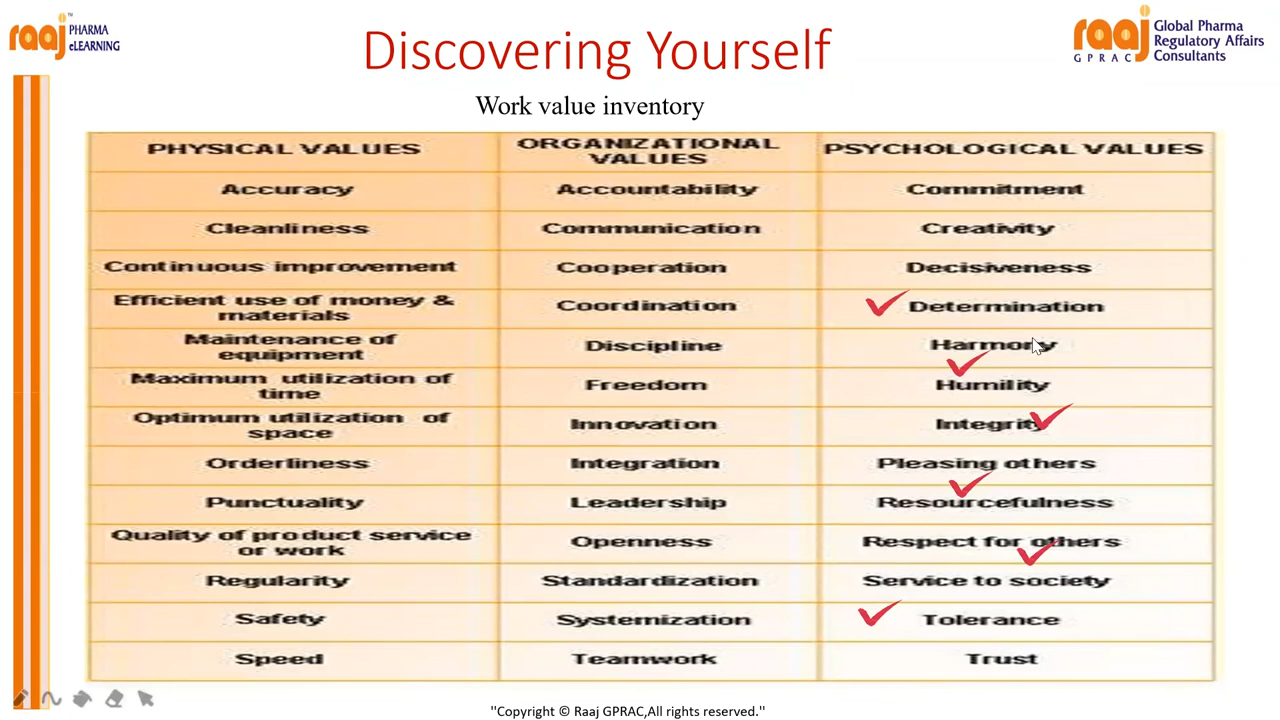 raaj PHARMA eLEARNING
Discovering Yourself
raaj GPRAC Global Pharma Regulatory Affairs Consultants
Work value inventory
PHYSICAL VALUES ORGANIZATIONAL VALUES PSYCHOLOGICAL VALUES
Accuracy Accountability Commitment
Cleanliness Communication Creativity
Continuous improvement Cooperation Decisiveness
Efficient use of money & materials Coordination Determination
Maintenance of equipment Discipline Harmony
Maximum utilization of time Freedom Humility
Optimum utilization of space Innovation Integrity
Orderliness Integration Pleasing others
Punctuality Leadership Resourcefulness
Quality of product service or work Openness Respect for others
Regularity Standardization Service to society
Safety Systemization Tolerance
Speed Teamwork Trust
"Copyright © Raaj GPRAC,All rights reserved."